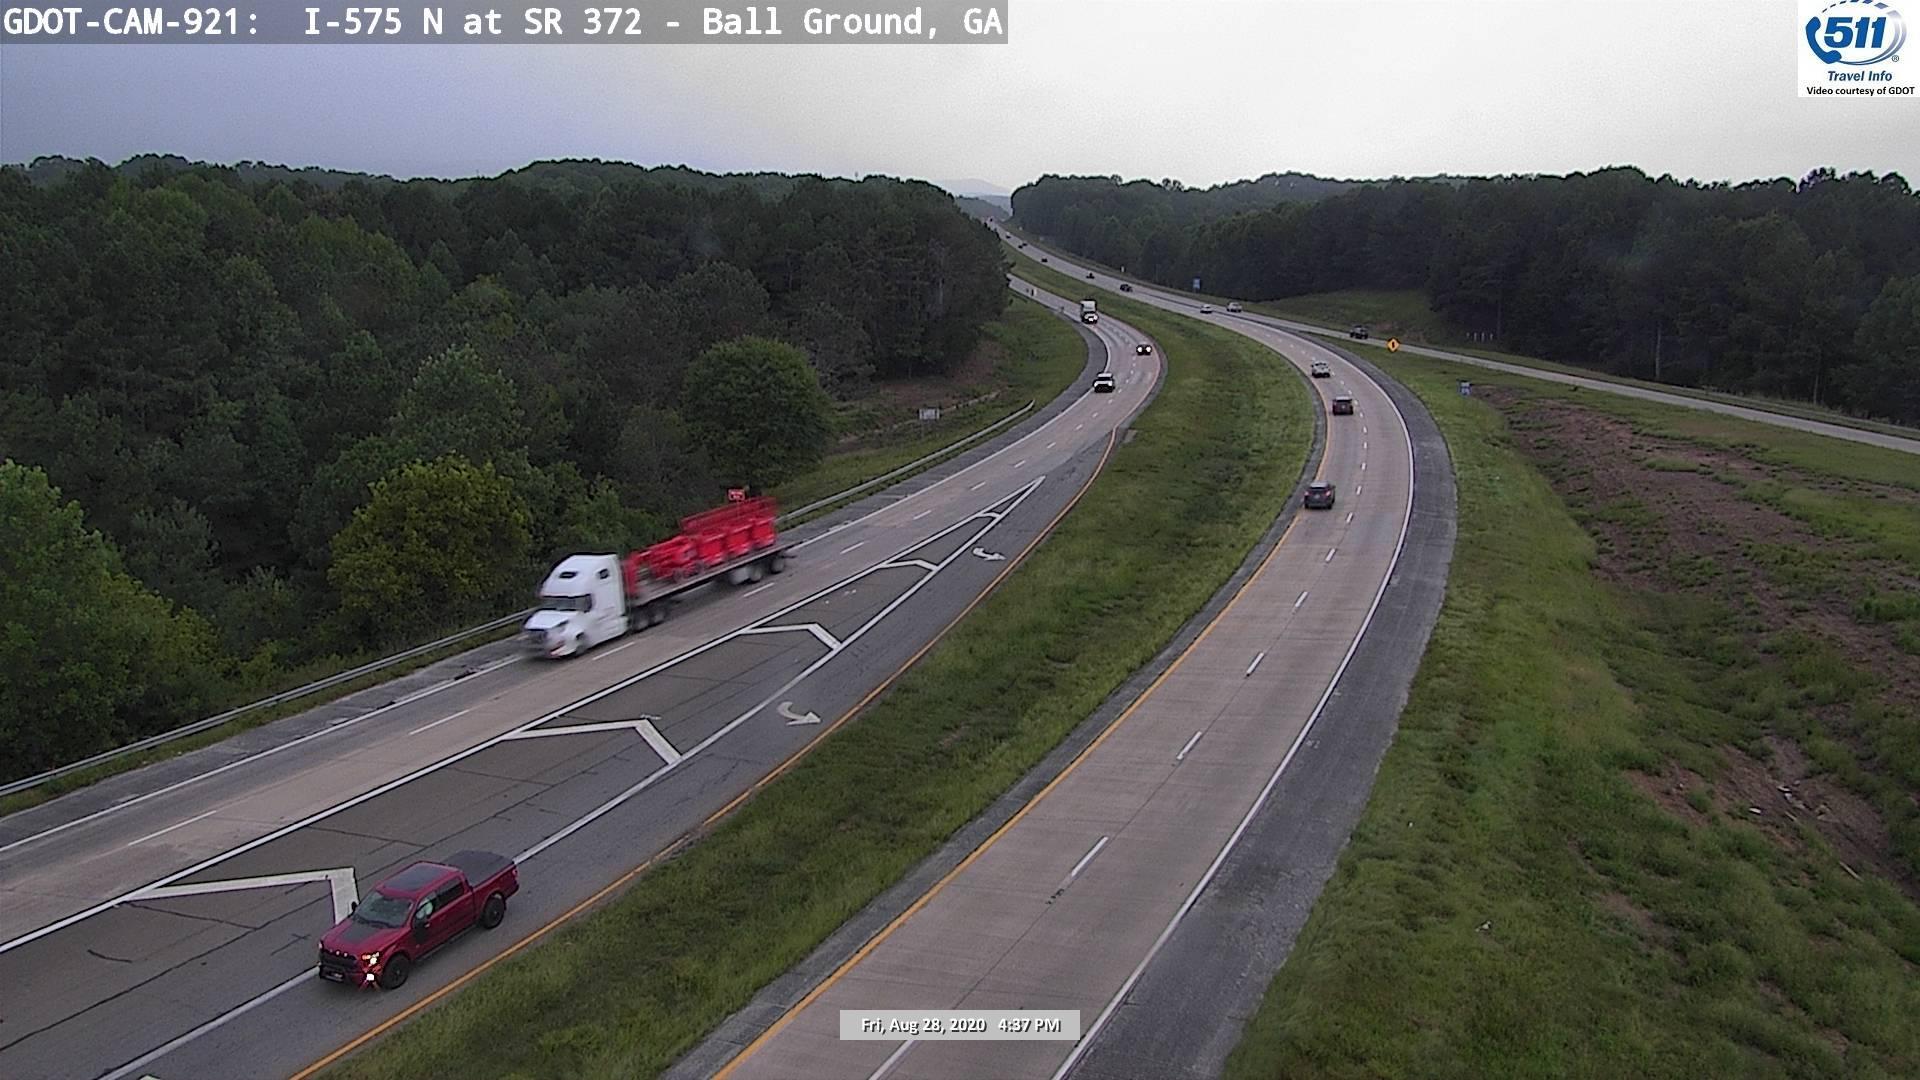 GDOT-CAM-921: I-575 N at SR 372 - Ball Ground, GA
511
®
Travel Info
Video courtesy of GDOT
Fri, Aug 28, 2020 4:37 PM